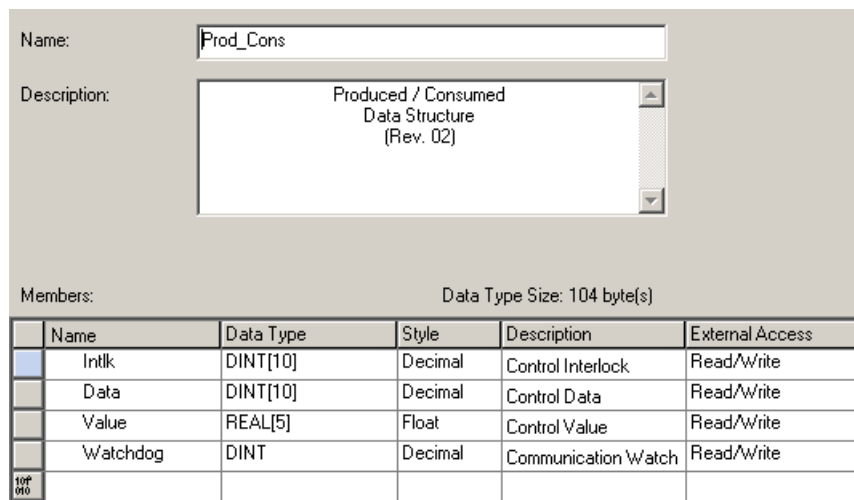 Name: Prod_Cons
Description: Produced / Consumed
Data Structure
(Rev. 02)
Members: Data Type Size: 104 byte(s)
Name Data Type Style Description External Access
Intlk DINT[10] Decimal Control Interlock Read/Write
Data DINT[10] Decimal Control Data Read/Write
Value REAL[5] Float Control Value Read/Write
Watchdog DINT Decimal Communication Watch Read/Write